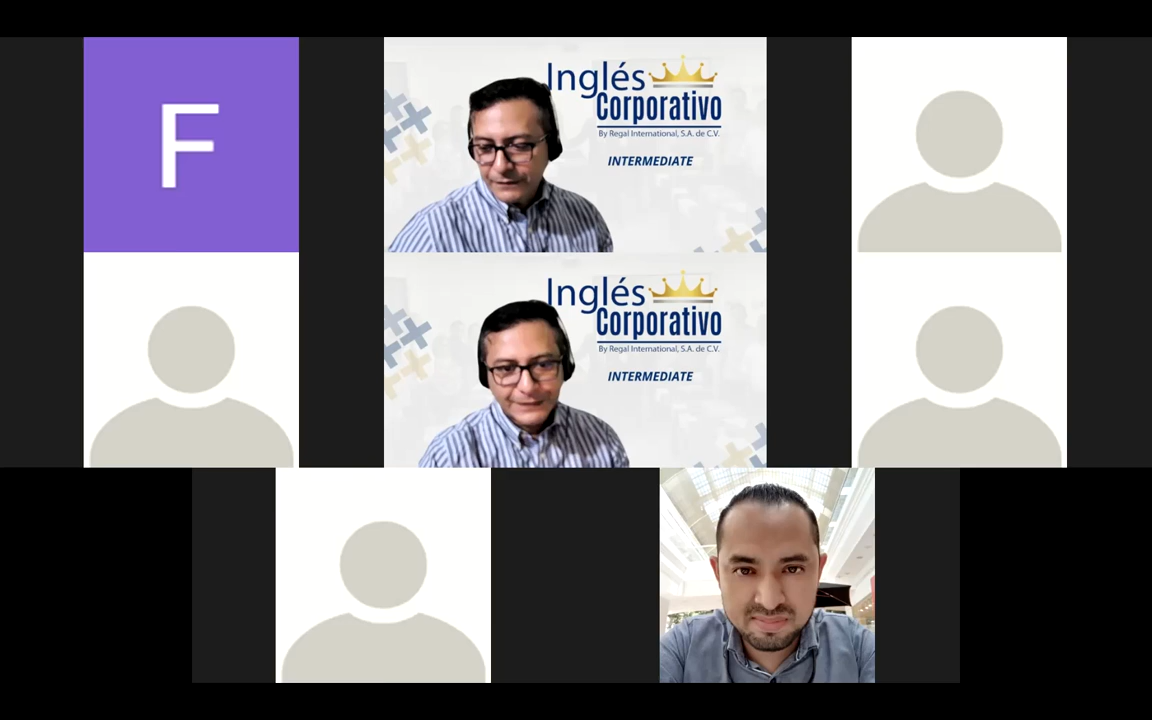 F
Inglés
Corporativo
By Regal International, S.A. de C.V.
INTERMEDIATE
Inglés
Corporativo
By Regal International, S.A. de C.V.
INTERMEDIATE